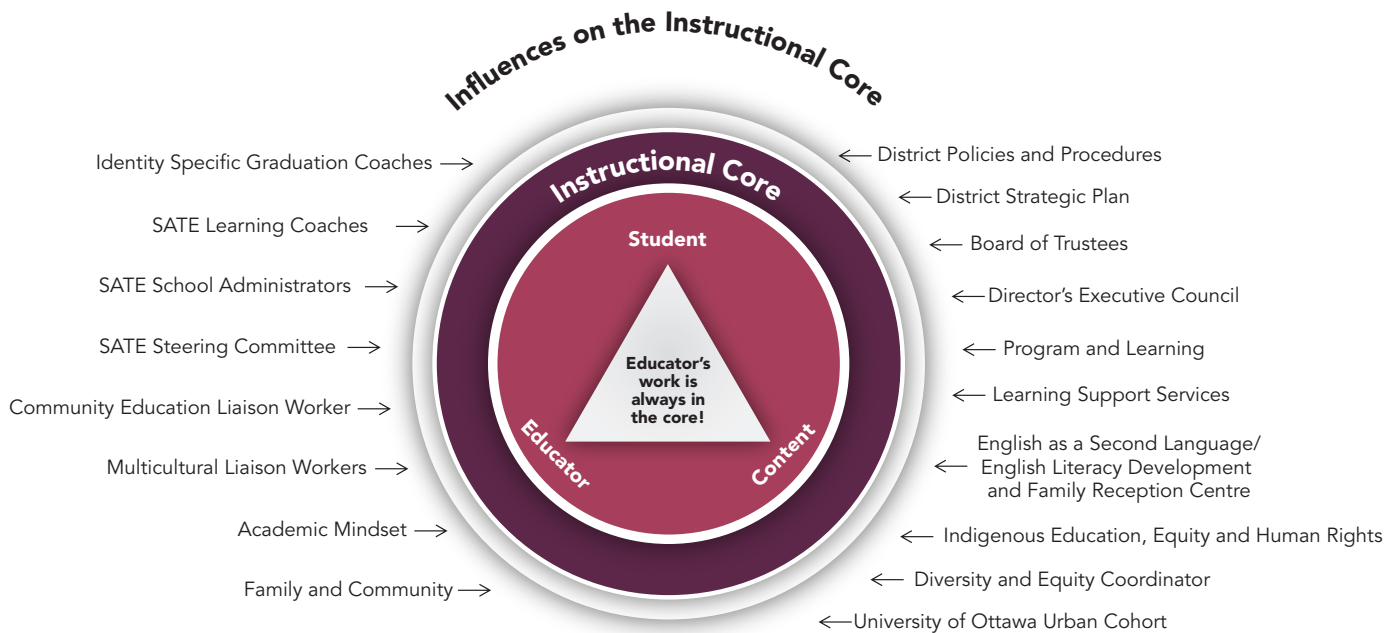 Influences on the Instructional Core
Identity Specific Graduation Coaches
SATE Learning Coaches
SATE School Administrators
SATE Steering Committee
Community Education Liaison Worker
Multicultural Liaison Workers
Academic Mindset
Family and Community
Instructional Core
Student
Educator's
work is
always in
the core!
Educator
Content
District Policies and Procedures
District Strategic Plan
Board of Trustees
Director's Executive Council
Program and Learning
Learning Support Services
English as a Second Language/
English Literacy Development
and Family Reception Centre
Indigenous Education, Equity and Human Rights
Diversity and Equity Coordinator
University of Ottawa Urban Cohort